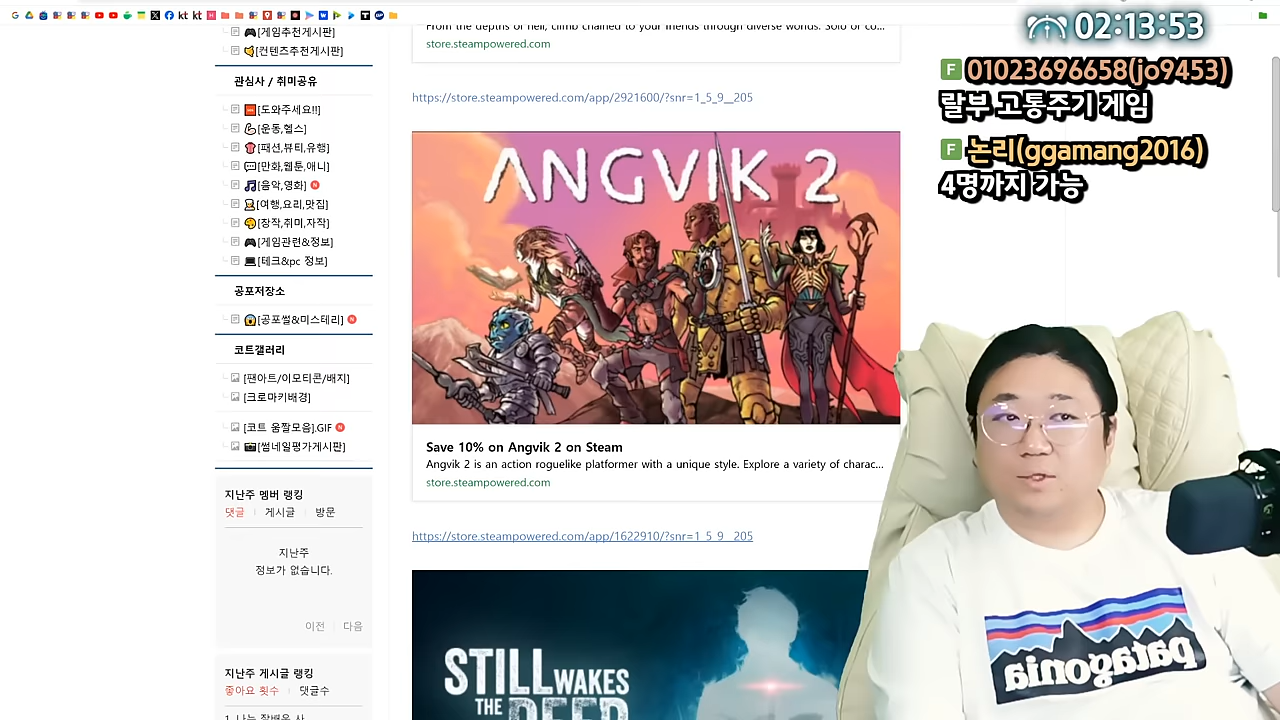 kt
kt
02:13:53
[게임추천게시판]
[컨텐츠추천게시판]
관심사 / 취미공유
[도와주세요!!]
[운동,헬스]
[패션,뷰티,유행]
[만화,웹툰,애니]
[음악,영화] N
[여행,요리,맛집]
[창작,취미,자작]
[게임관련&정보]
[테크&pc 정보]
공포저장소
[공포썰&미스테리] N
코트갤러리
[팬아트/이모티콘/배지]
[크로마키배경]
[코트 움짤모음].GIF N
[썸네일평가게시판]
지난주 멤버 랭킹
댓글 게시글 방문
지난주
정보가 없습니다.
이전 다음
지난주 게시글 랭킹
좋아요 횟수 댓글수
From the depths of hell, climb chained to your friends through diverse worlds. Solo or co...
store.steampowered.com
https://store.steampowered.com/app/2921600/?snr=1_5_9__205
ANGVIK 2
Save 10% on Angvik 2 on Steam
Angvik 2 is an action roguelike platformer with a unique style. Explore a variety of charac...
store.steampowered.com
https://store.steampowered.com/app/1622910/?snr=1_5_9__205
STILL WAKES
THE DEEP
F 01023696658(jo9453)
랄부 고통주기 게임
F 논리(ggamang2016)
4명까지 가능
patagonia